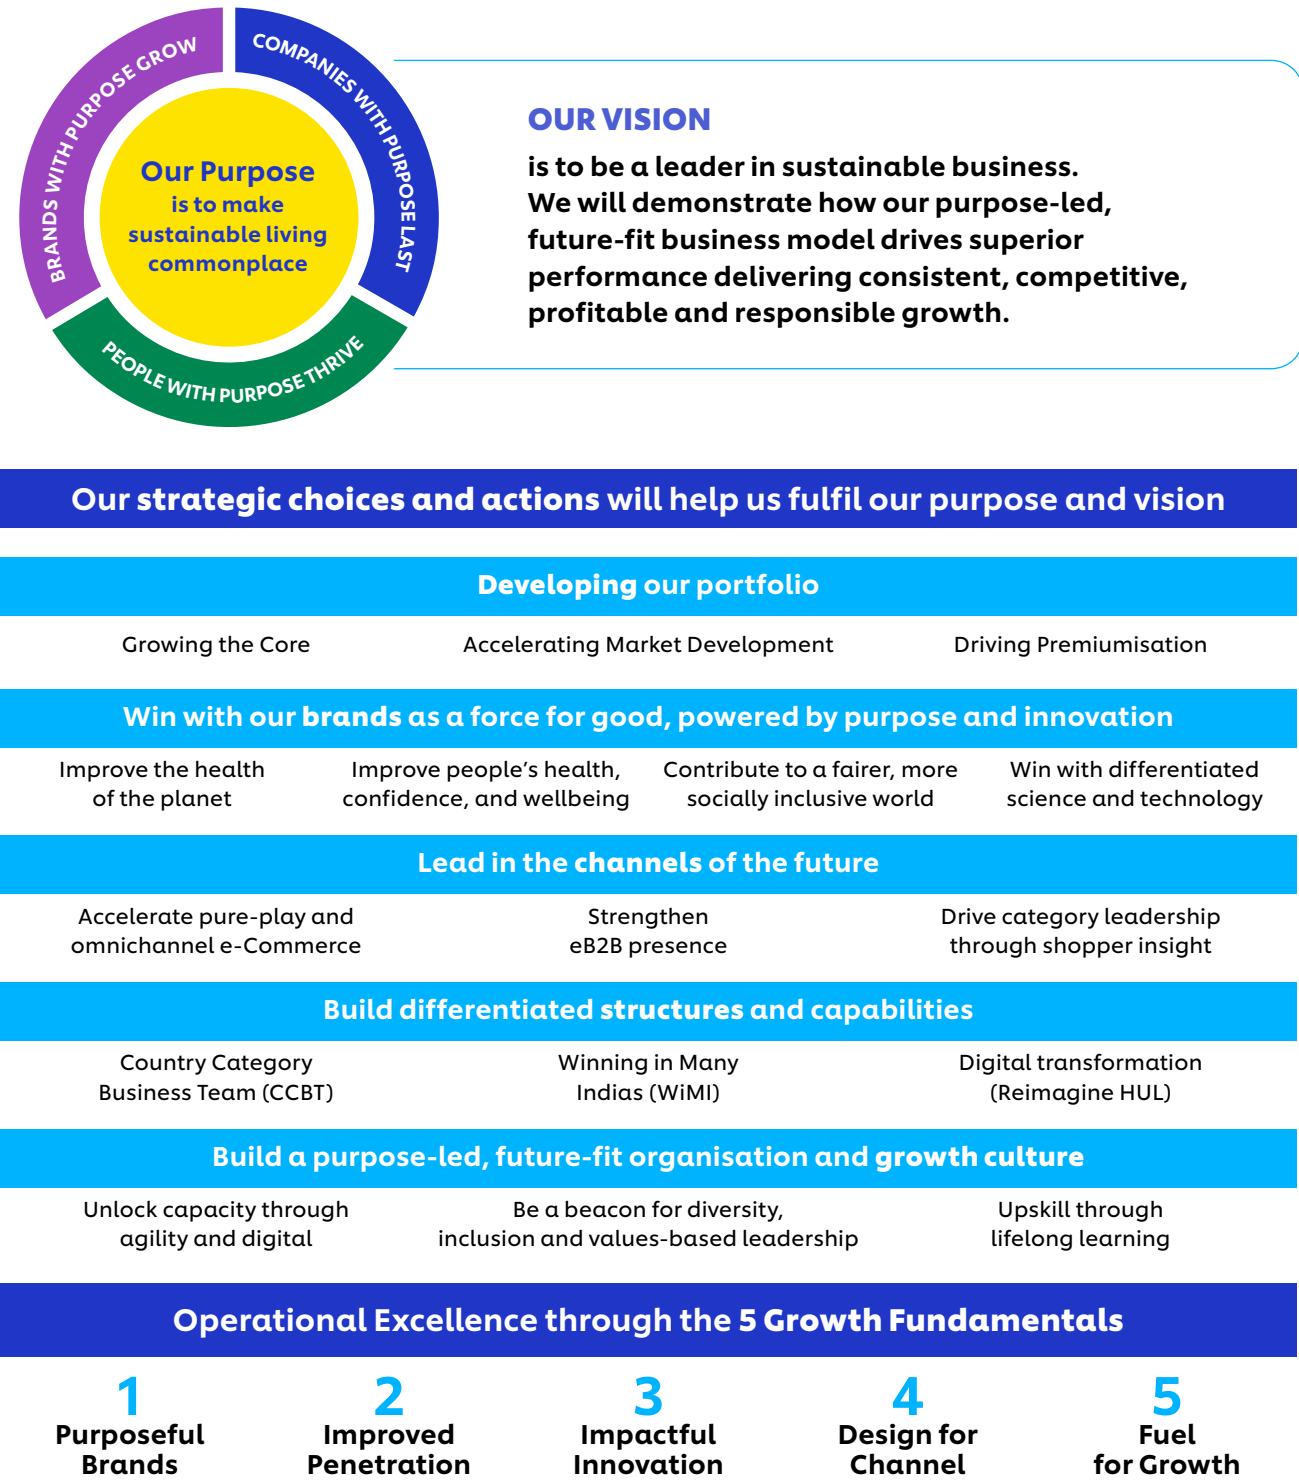 BRANDS WITH PURPOSE GROW
COMPANIES WITH PURPOSE LAST
PEOPLE WITH PURPOSE THRIVE
Our Purpose
is to make
sustainable living
commonplace
OUR VISION
is to be a leader in sustainable business.
We will demonstrate how our purpose-led,
future-fit business model drives superior
performance delivering consistent, competitive,
profitable and responsible growth.
Our strategic choices and actions will help us fulfil our purpose and vision
Developing our portfolio
Growing the Core
Accelerating Market Development
Driving Premiumisation
Win with our brands as a force for good, powered by purpose and innovation
Improve the health
of the planet
Improve people’s health,
confidence, and wellbeing
Contribute to a fairer, more
socially inclusive world
Win with differentiated
science and technology
Lead in the channels of the future
Accelerate pure-play and
omnichannel e-Commerce
Strengthen
eB2B presence
Drive category leadership
through shopper insight
Build differentiated structures and capabilities
Country Category
Business Team (CCBT)
Winning in Many
Indias (WiMI)
Digital transformation
(Reimagine HUL)
Build a purpose-led, future-fit organisation and growth culture
Unlock capacity through
agility and digital
Be a beacon for diversity,
inclusion and values-based leadership
Upskill through
lifelong learning
Operational Excellence through the 5 Growth Fundamentals
1
Purposeful
Brands
2
Improved
Penetration
3
Impactful
Innovation
4
Design for
Channel
5
Fuel
for Growth